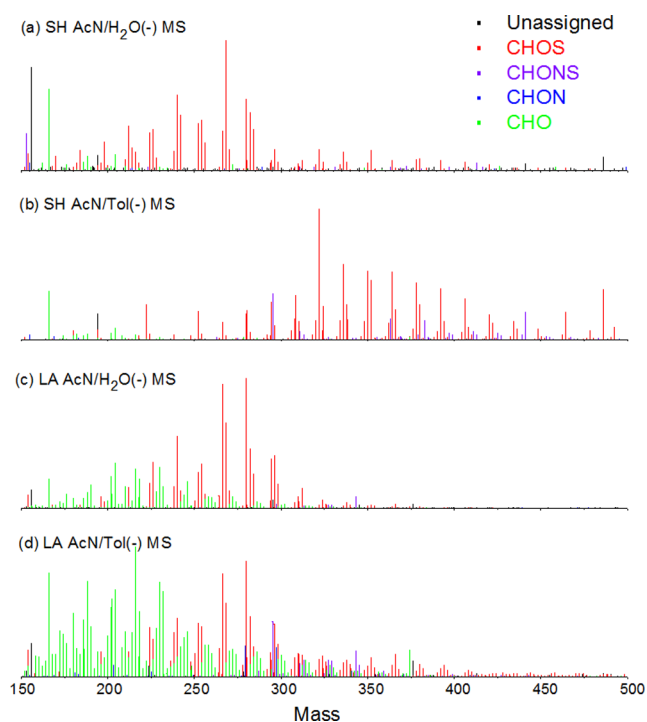 (a) SH AcN/H₂O(-) MS
Unassigned
CHOS
CHONS
CHON
CHO
(b) SH AcN/Tol(-) MS
(c) LA AcN/H₂O(-) MS
(d) LA AcN/Tol(-) MS
150 200 250 300 350 400 450 500
Mass